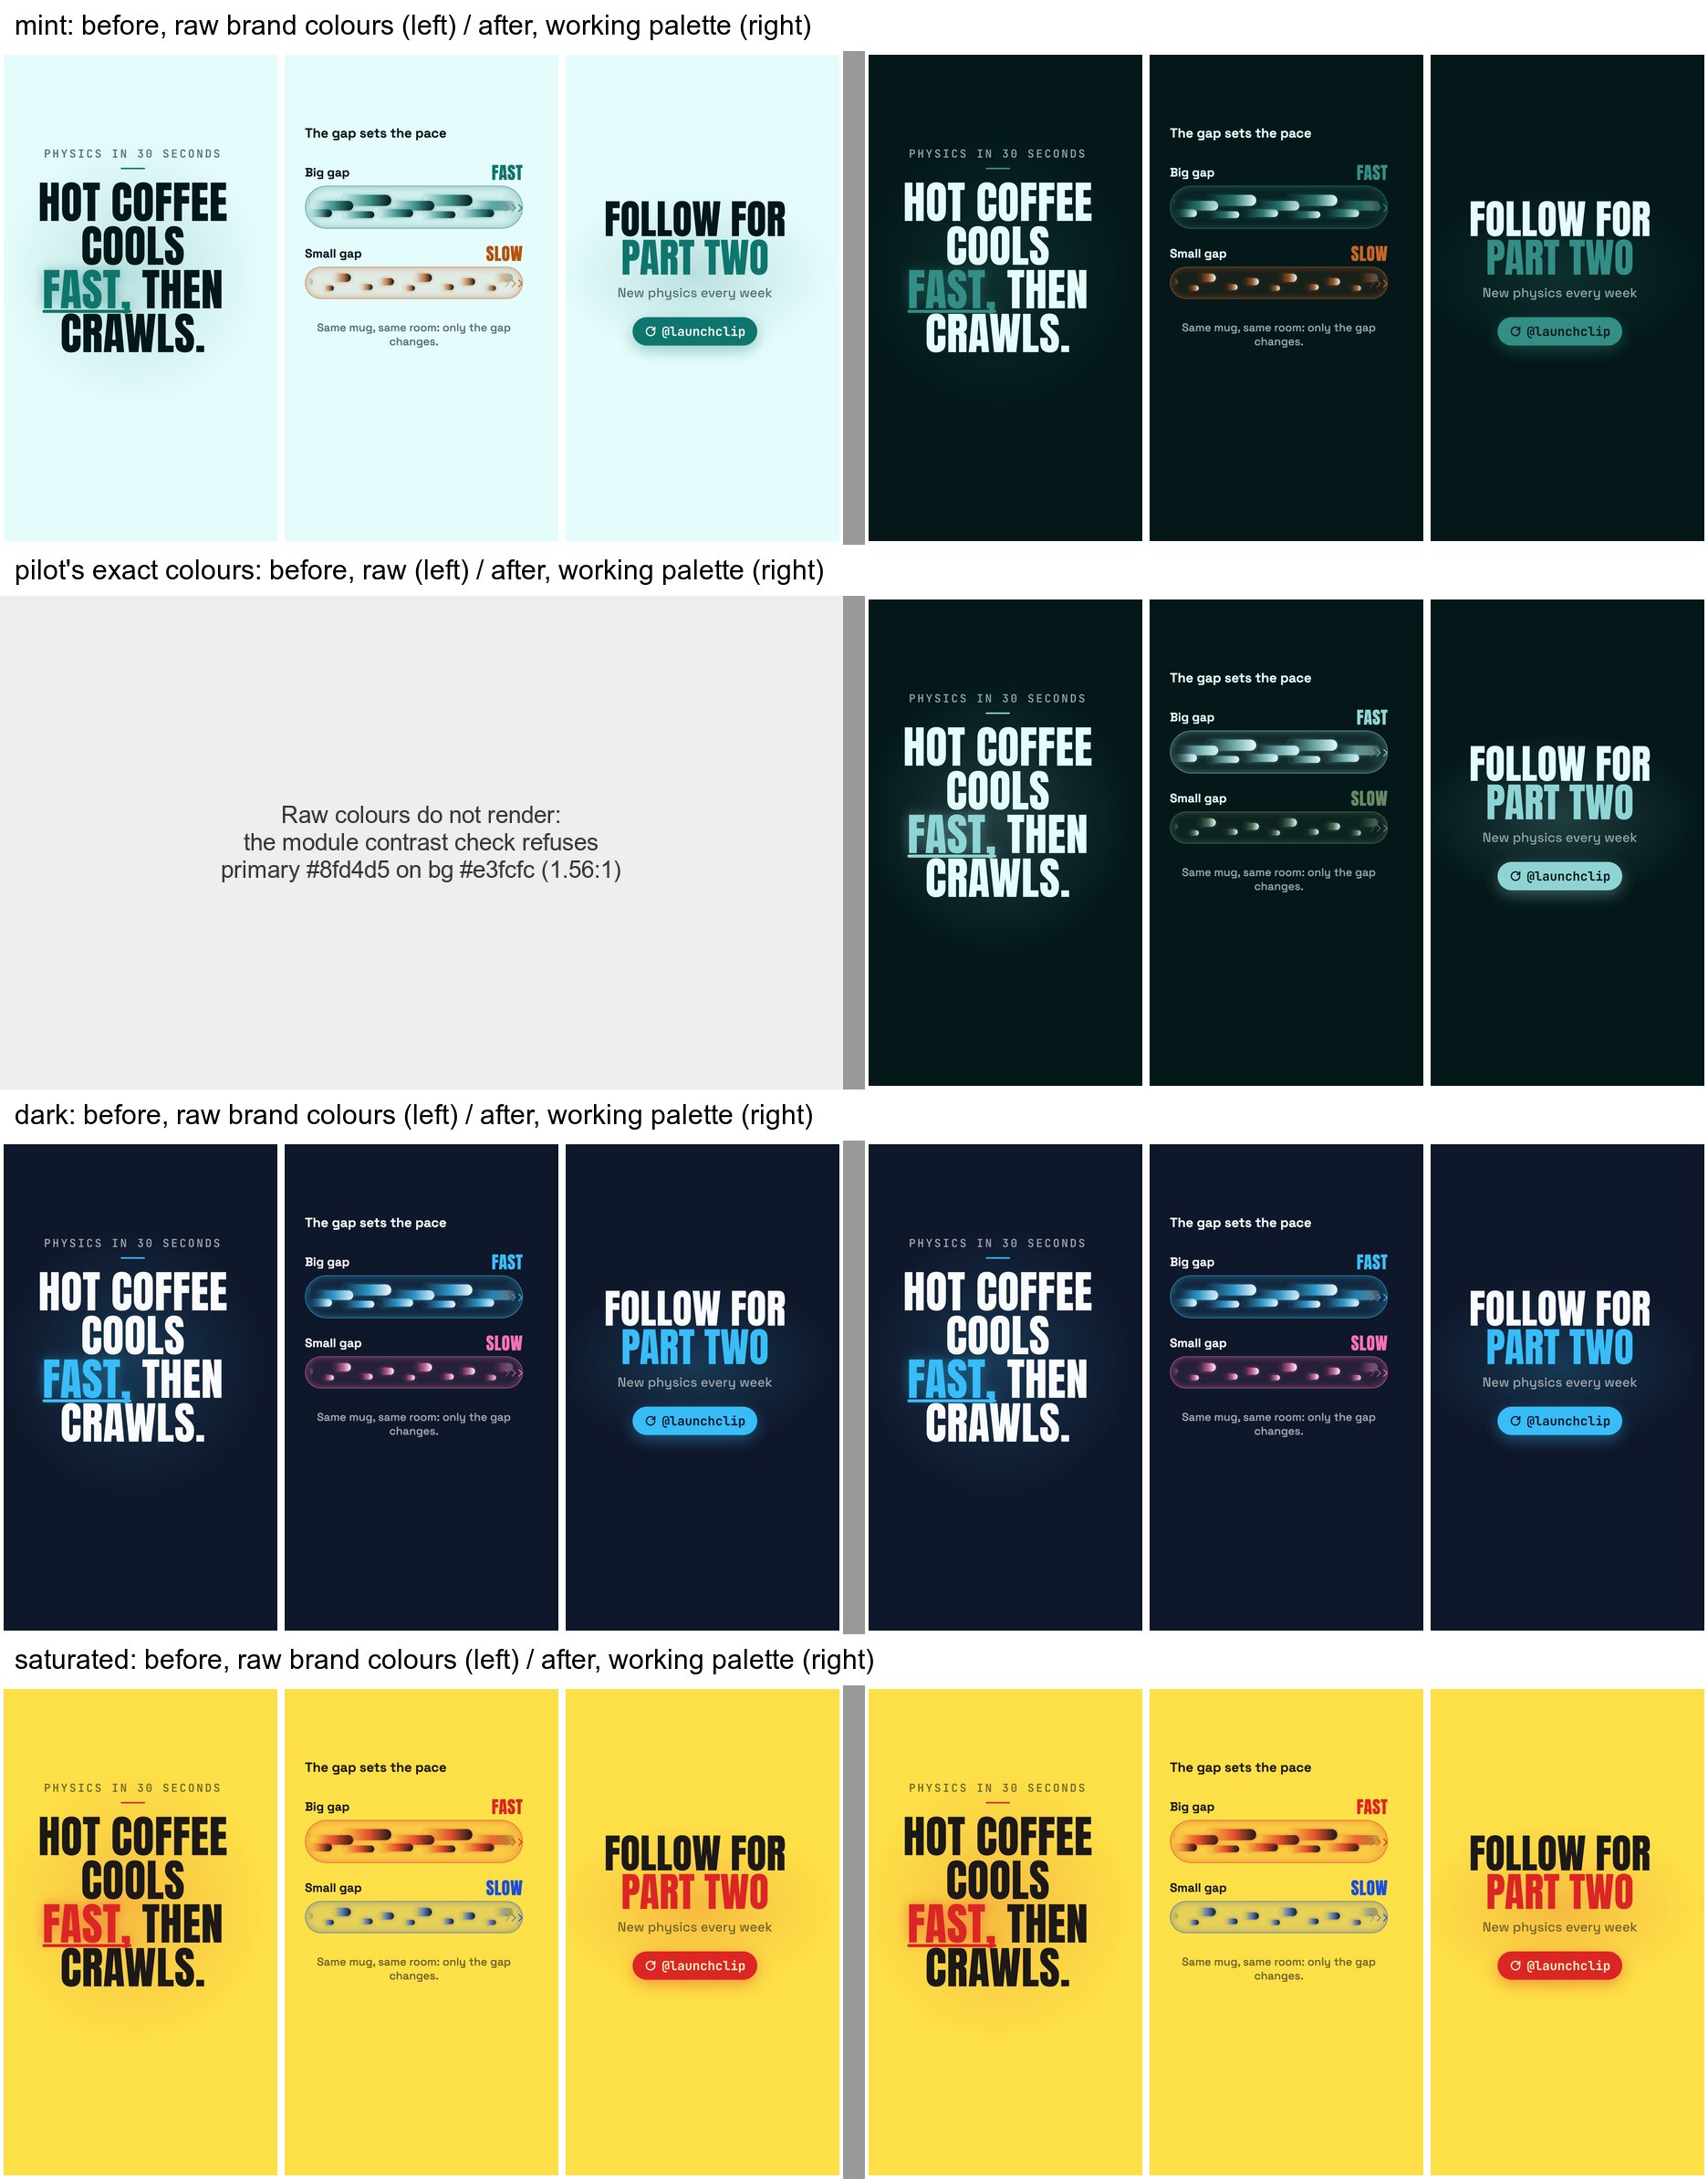 mint: before, raw brand colours (left) / after, working palette (right)
PHYSICS IN 30 SECONDS
HOT COFFEE
COOLS
FAST, THEN
CRAWLS.
The gap sets the pace
Big gap
FAST
Small gap
SLOW
Same mug, same room: only the gap
changes.
FOLLOW FOR
PART TWO
New physics every week
@launchclip
PHYSICS IN 30 SECONDS
HOT COFFEE
COOLS
FAST, THEN
CRAWLS.
The gap sets the pace
Big gap
FAST
Small gap
SLOW
Same mug, same room: only the gap
changes.
FOLLOW FOR
PART TWO
New physics every week
@launchclip
pilot's exact colours: before, raw (left) / after, working palette (right)
Raw colours do not render:
the module contrast check refuses
primary #8fd4d5 on bg #e3fcfc (1.56:1)
PHYSICS IN 30 SECONDS
HOT COFFEE
COOLS
FAST, THEN
CRAWLS.
The gap sets the pace
Big gap
FAST
Small gap
SLOW
Same mug, same room: only the gap
changes.
FOLLOW FOR
PART TWO
New physics every week
@launchclip
dark: before, raw brand colours (left) / after, working palette (right)
PHYSICS IN 30 SECONDS
HOT COFFEE
COOLS
FAST, THEN
CRAWLS.
The gap sets the pace
Big gap
FAST
Small gap
SLOW
Same mug, same room: only the gap
changes.
FOLLOW FOR
PART TWO
New physics every week
@launchclip
PHYSICS IN 30 SECONDS
HOT COFFEE
COOLS
FAST, THEN
CRAWLS.
The gap sets the pace
Big gap
FAST
Small gap
SLOW
Same mug, same room: only the gap
changes.
FOLLOW FOR
PART TWO
New physics every week
@launchclip
saturated: before, raw brand colours (left) / after, working palette (right)
PHYSICS IN 30 SECONDS
HOT COFFEE
COOLS
FAST, THEN
CRAWLS.
The gap sets the pace
Big gap
FAST
Small gap
SLOW
Same mug, same room: only the gap
changes.
FOLLOW FOR
PART TWO
New physics every week
@launchclip
PHYSICS IN 30 SECONDS
HOT COFFEE
COOLS
FAST, THEN
CRAWLS.
The gap sets the pace
Big gap
FAST
Small gap
SLOW
Same mug, same room: only the gap
changes.
FOLLOW FOR
PART TWO
New physics every week
@launchclip